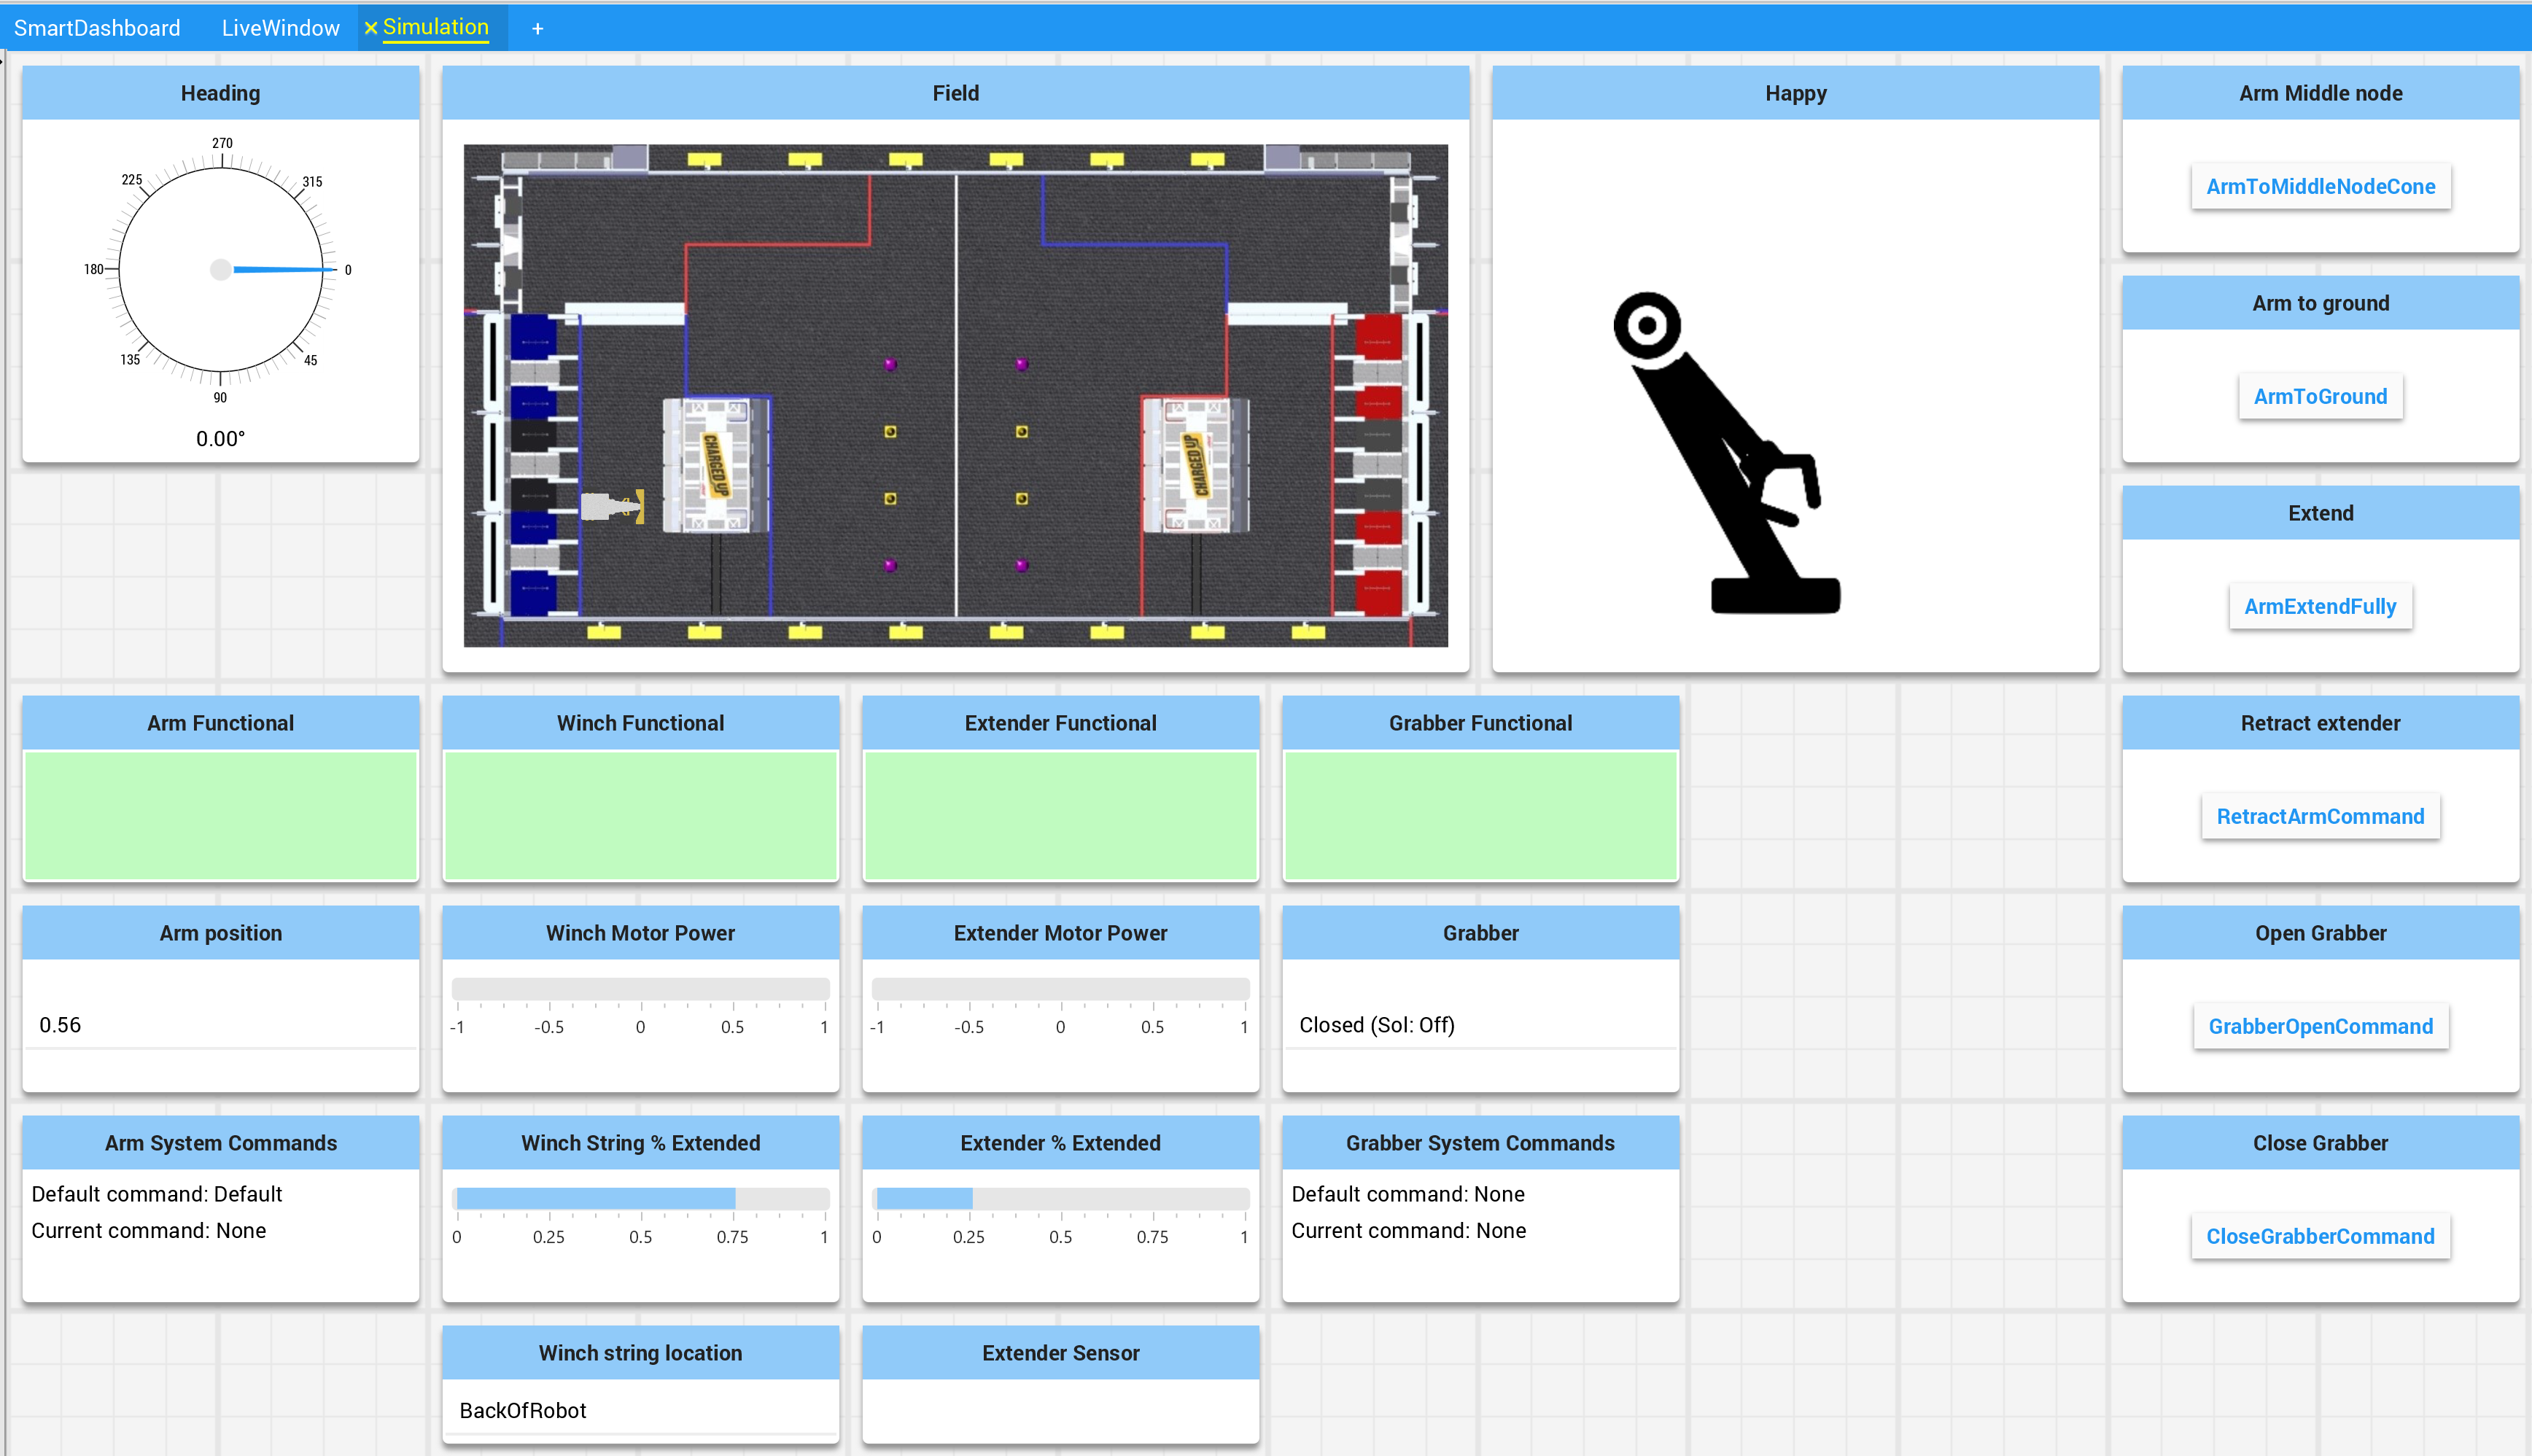 SmartDashboard LiveWindow × Simulation +
Heading
270
225 315
180 0
135 45
90
0.00°
Field
CHARGED UP CHARGED UP
Happy
Arm Middle node
ArmToMiddleNodeCone
Arm to ground
ArmToGround
Extend
ArmExtendFully
Arm Functional
Winch Functional
Extender Functional
Grabber Functional
Retract extender
RetractArmCommand
Arm position
0.56
Winch Motor Power
-1 -0.5 0 0.5 1
Extender Motor Power
-1 -0.5 0 0.5 1
Grabber
Closed (Sol: Off)
Open Grabber
GrabberOpenCommand
Arm System Commands
Default command: Default
Current command: None
Winch String % Extended
0 0.25 0.5 0.75 1
Extender % Extended
0 0.25 0.5 0.75 1
Grabber System Commands
Default command: None
Current command: None
Close Grabber
CloseGrabberCommand
Winch string location
BackOfRobot
Extender Sensor